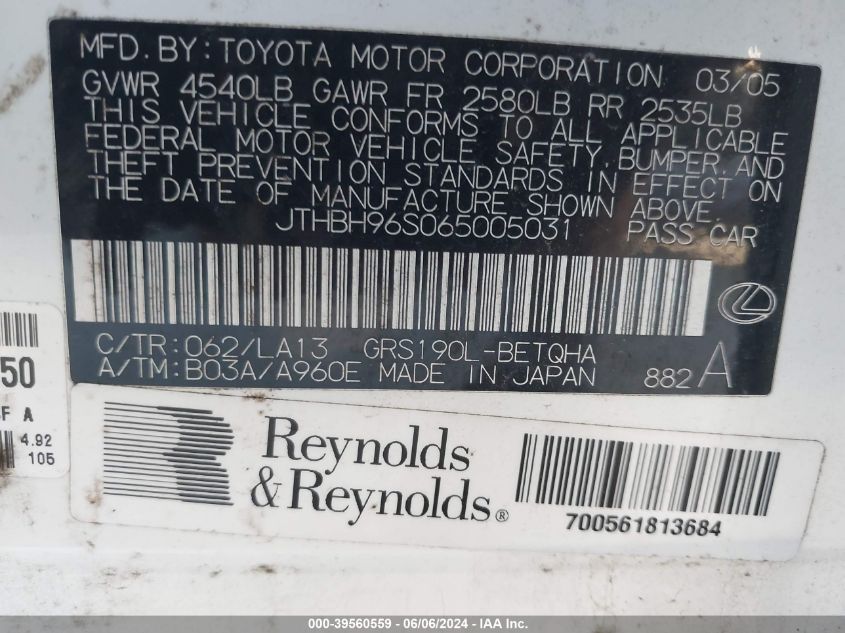 MFD. BY: TOYOTA MOTOR CORPORATION 03/05
GVWR 4540LB GAWR FR 2580LB RR 2535LB
THIS VEHICLE CONFORMS TO ALL APPLICABLE
FEDERAL MOTOR VEHICLE SAFETY, BUMPER, AND
THEFT PREVENTION STANDARDS IN EFFECT ON
THE DATE OF MANUFACTURE SHOWN ABOVE.
JTHBH96S065005031 PASS CAR
C/TR: 062/LA13 GRS190L-BETQHA
A/TM: B03A/A960E MADE IN JAPAN 882 A
50
F A
4.92
105
Reynolds
& Reynolds®
700561813684
000-39560559 - 06/06/2024 - IAA Inc.